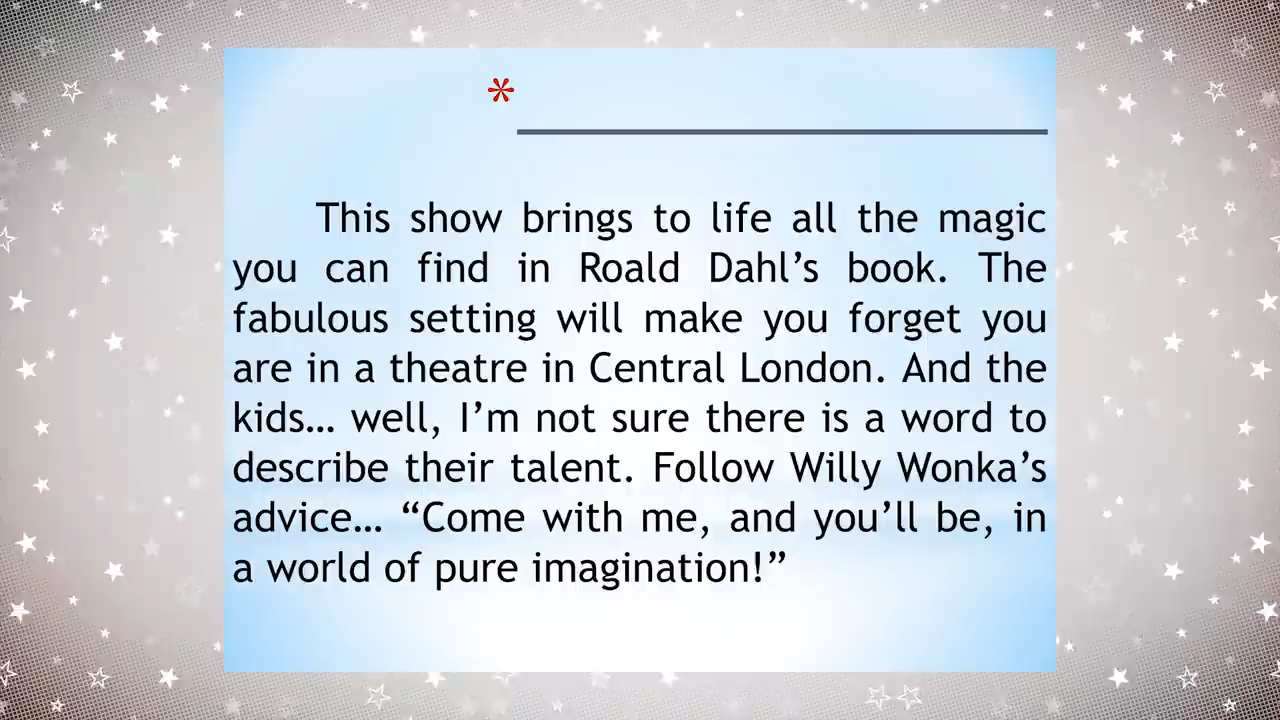 *
This show brings to life all the magic
you can find in Roald Dahl’s book. The
fabulous setting will make you forget you
are in a theatre in Central London. And the
kids… well, I’m not sure there is a word to
describe their talent. Follow Willy Wonka’s
advice… “Come with me, and you’ll be, in
a world of pure imagination!”